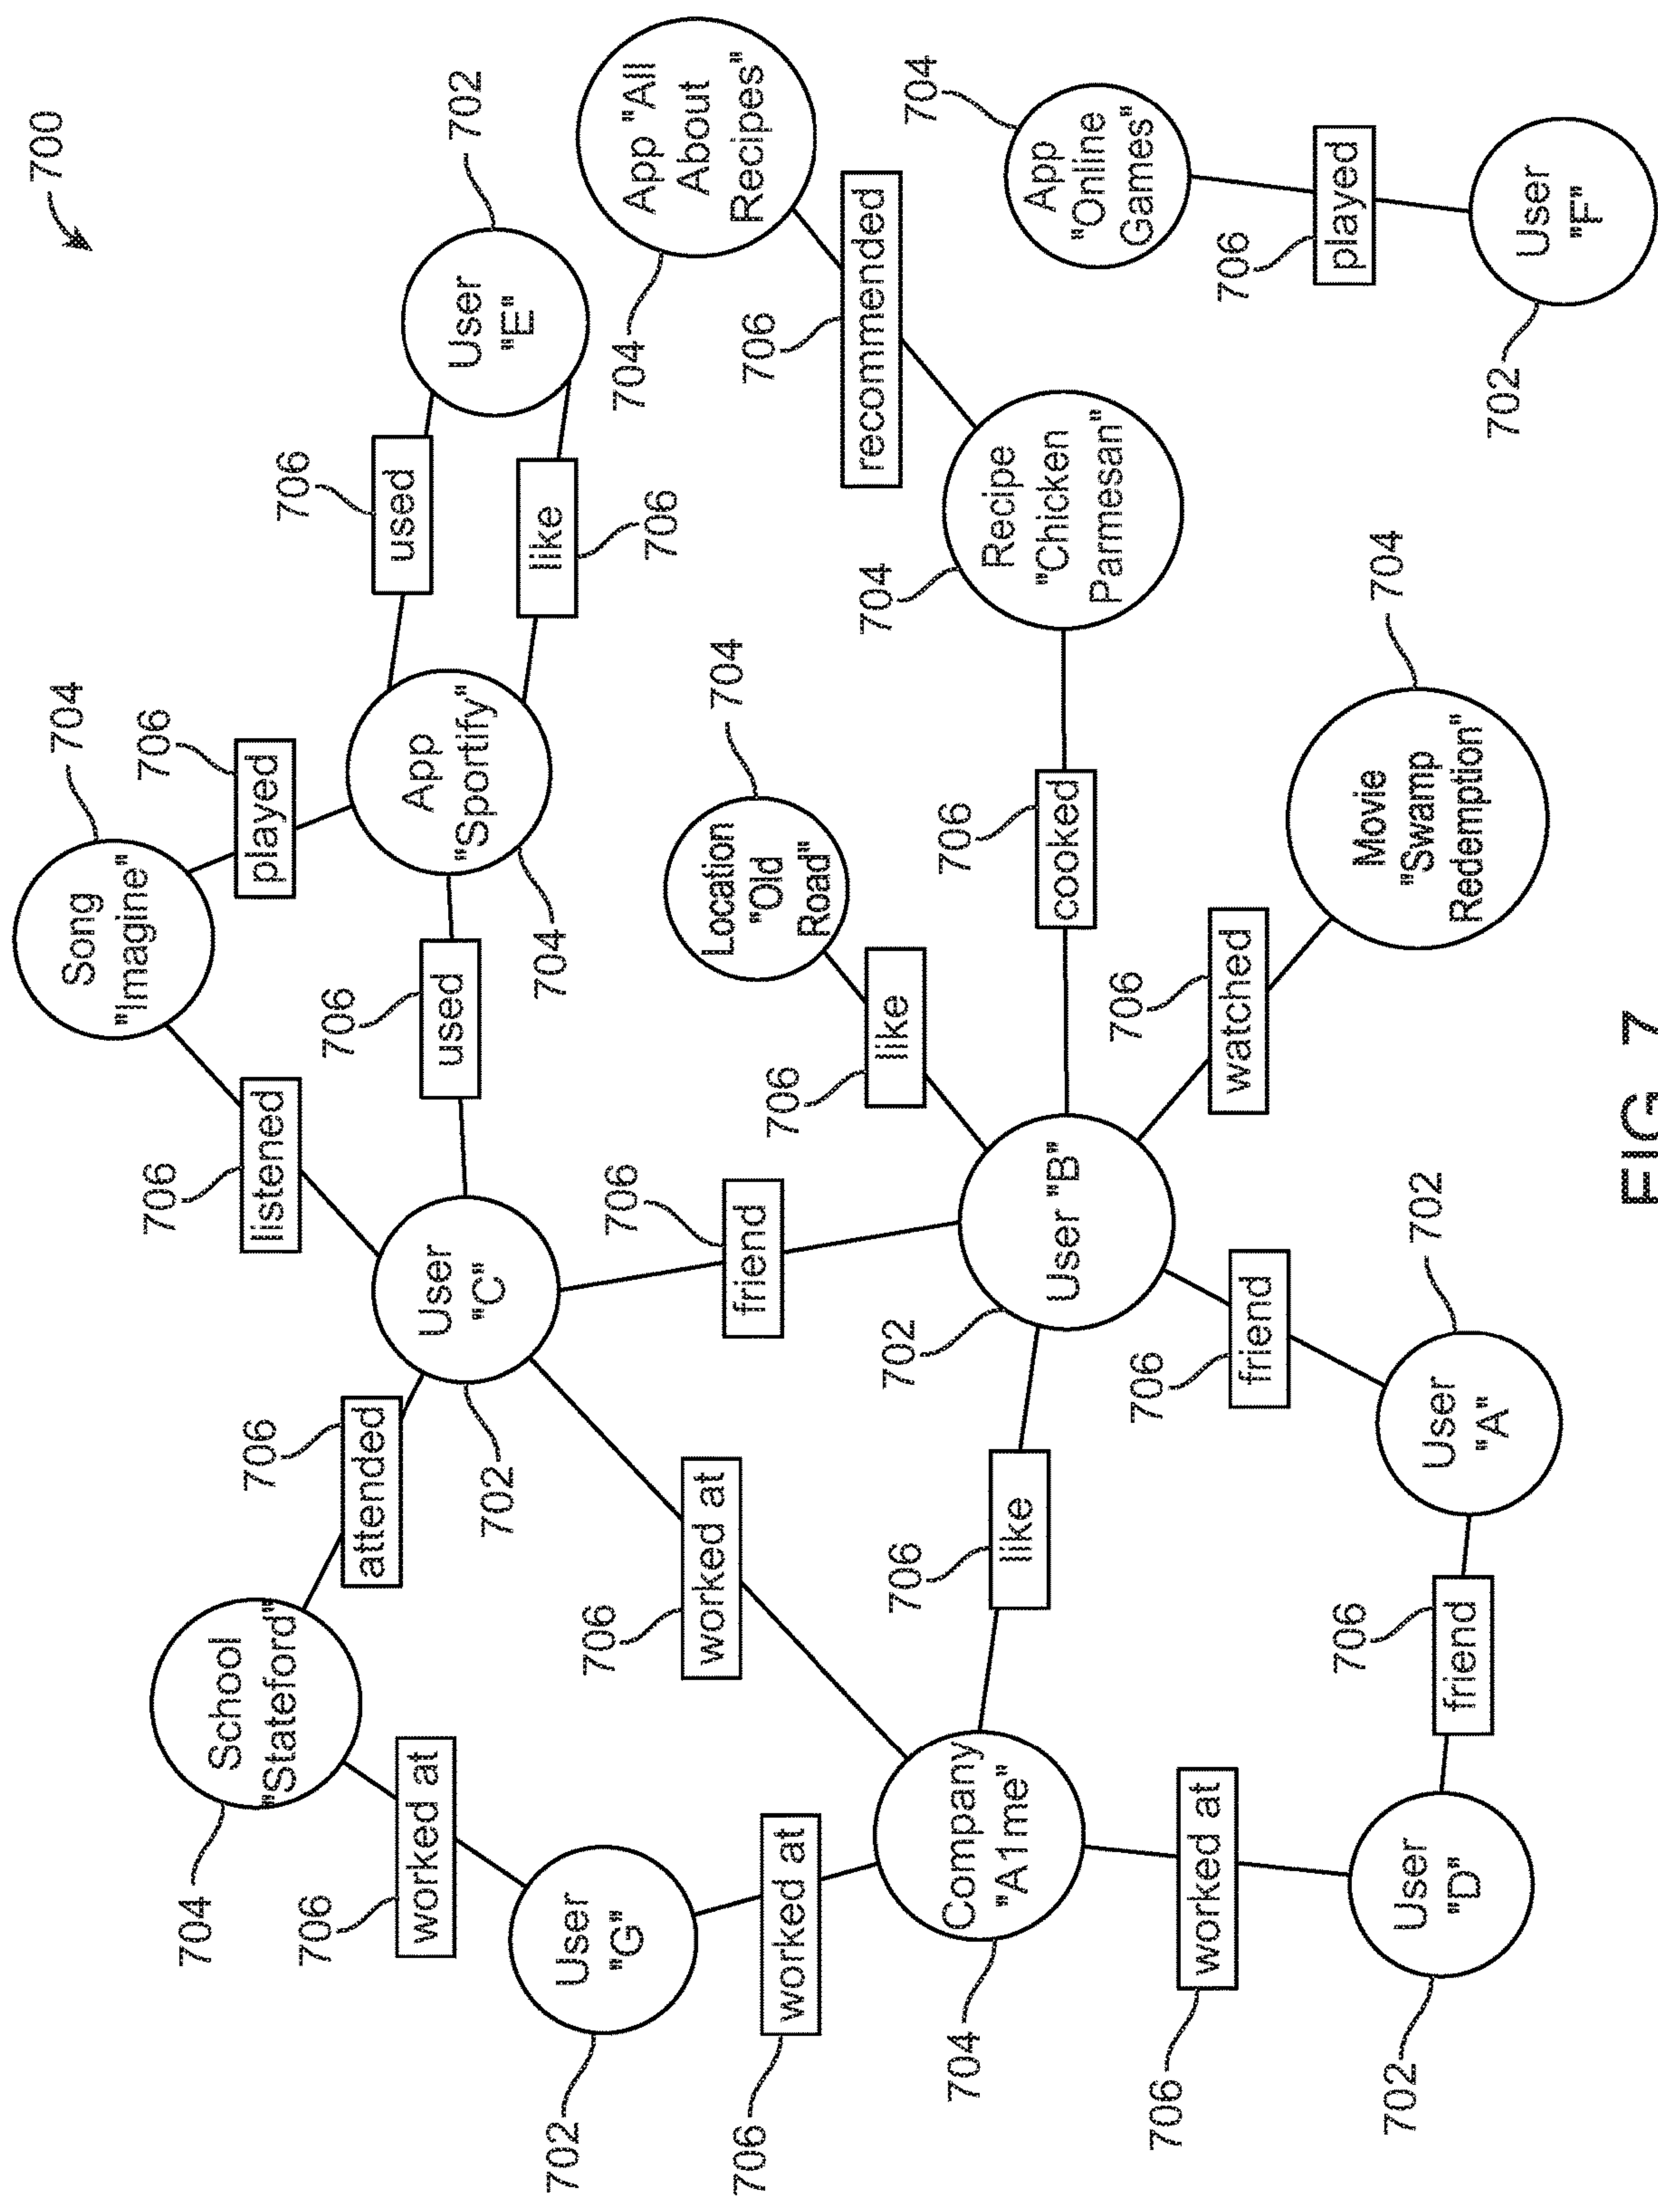 700
704
Song
"Imagine"
706
played
706
listened
School
"Stateford"
704
706
attended
706
used
702
User
"E"
706
worked at
706
used
App
"Sportify"
704
User
"C"
702
like
706
User
"G"
702
706
worked at
706
friend
704
App "All
About
Recipes"
Location
"Old
Road"
704
706
worked at
706
recommended
706
like
704
Recipe
"Chicken
Parmesan"
702
User "B"
706
like
704
App
"Online
Games"
706
cooked
Company
"A1me"
704
706
watched
706
friend
706
worked at
706
played
706
friend
704
Movie
"Swamp
Redemption"
User
"D"
702
702
User
"A"
User
"F"
702
FIG. 7